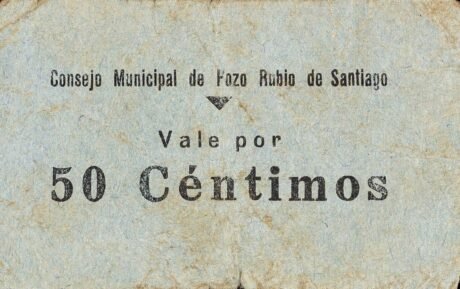 Consejo Municipal de Pozo Rubio de Santiago
Vale por
50 Céntimos